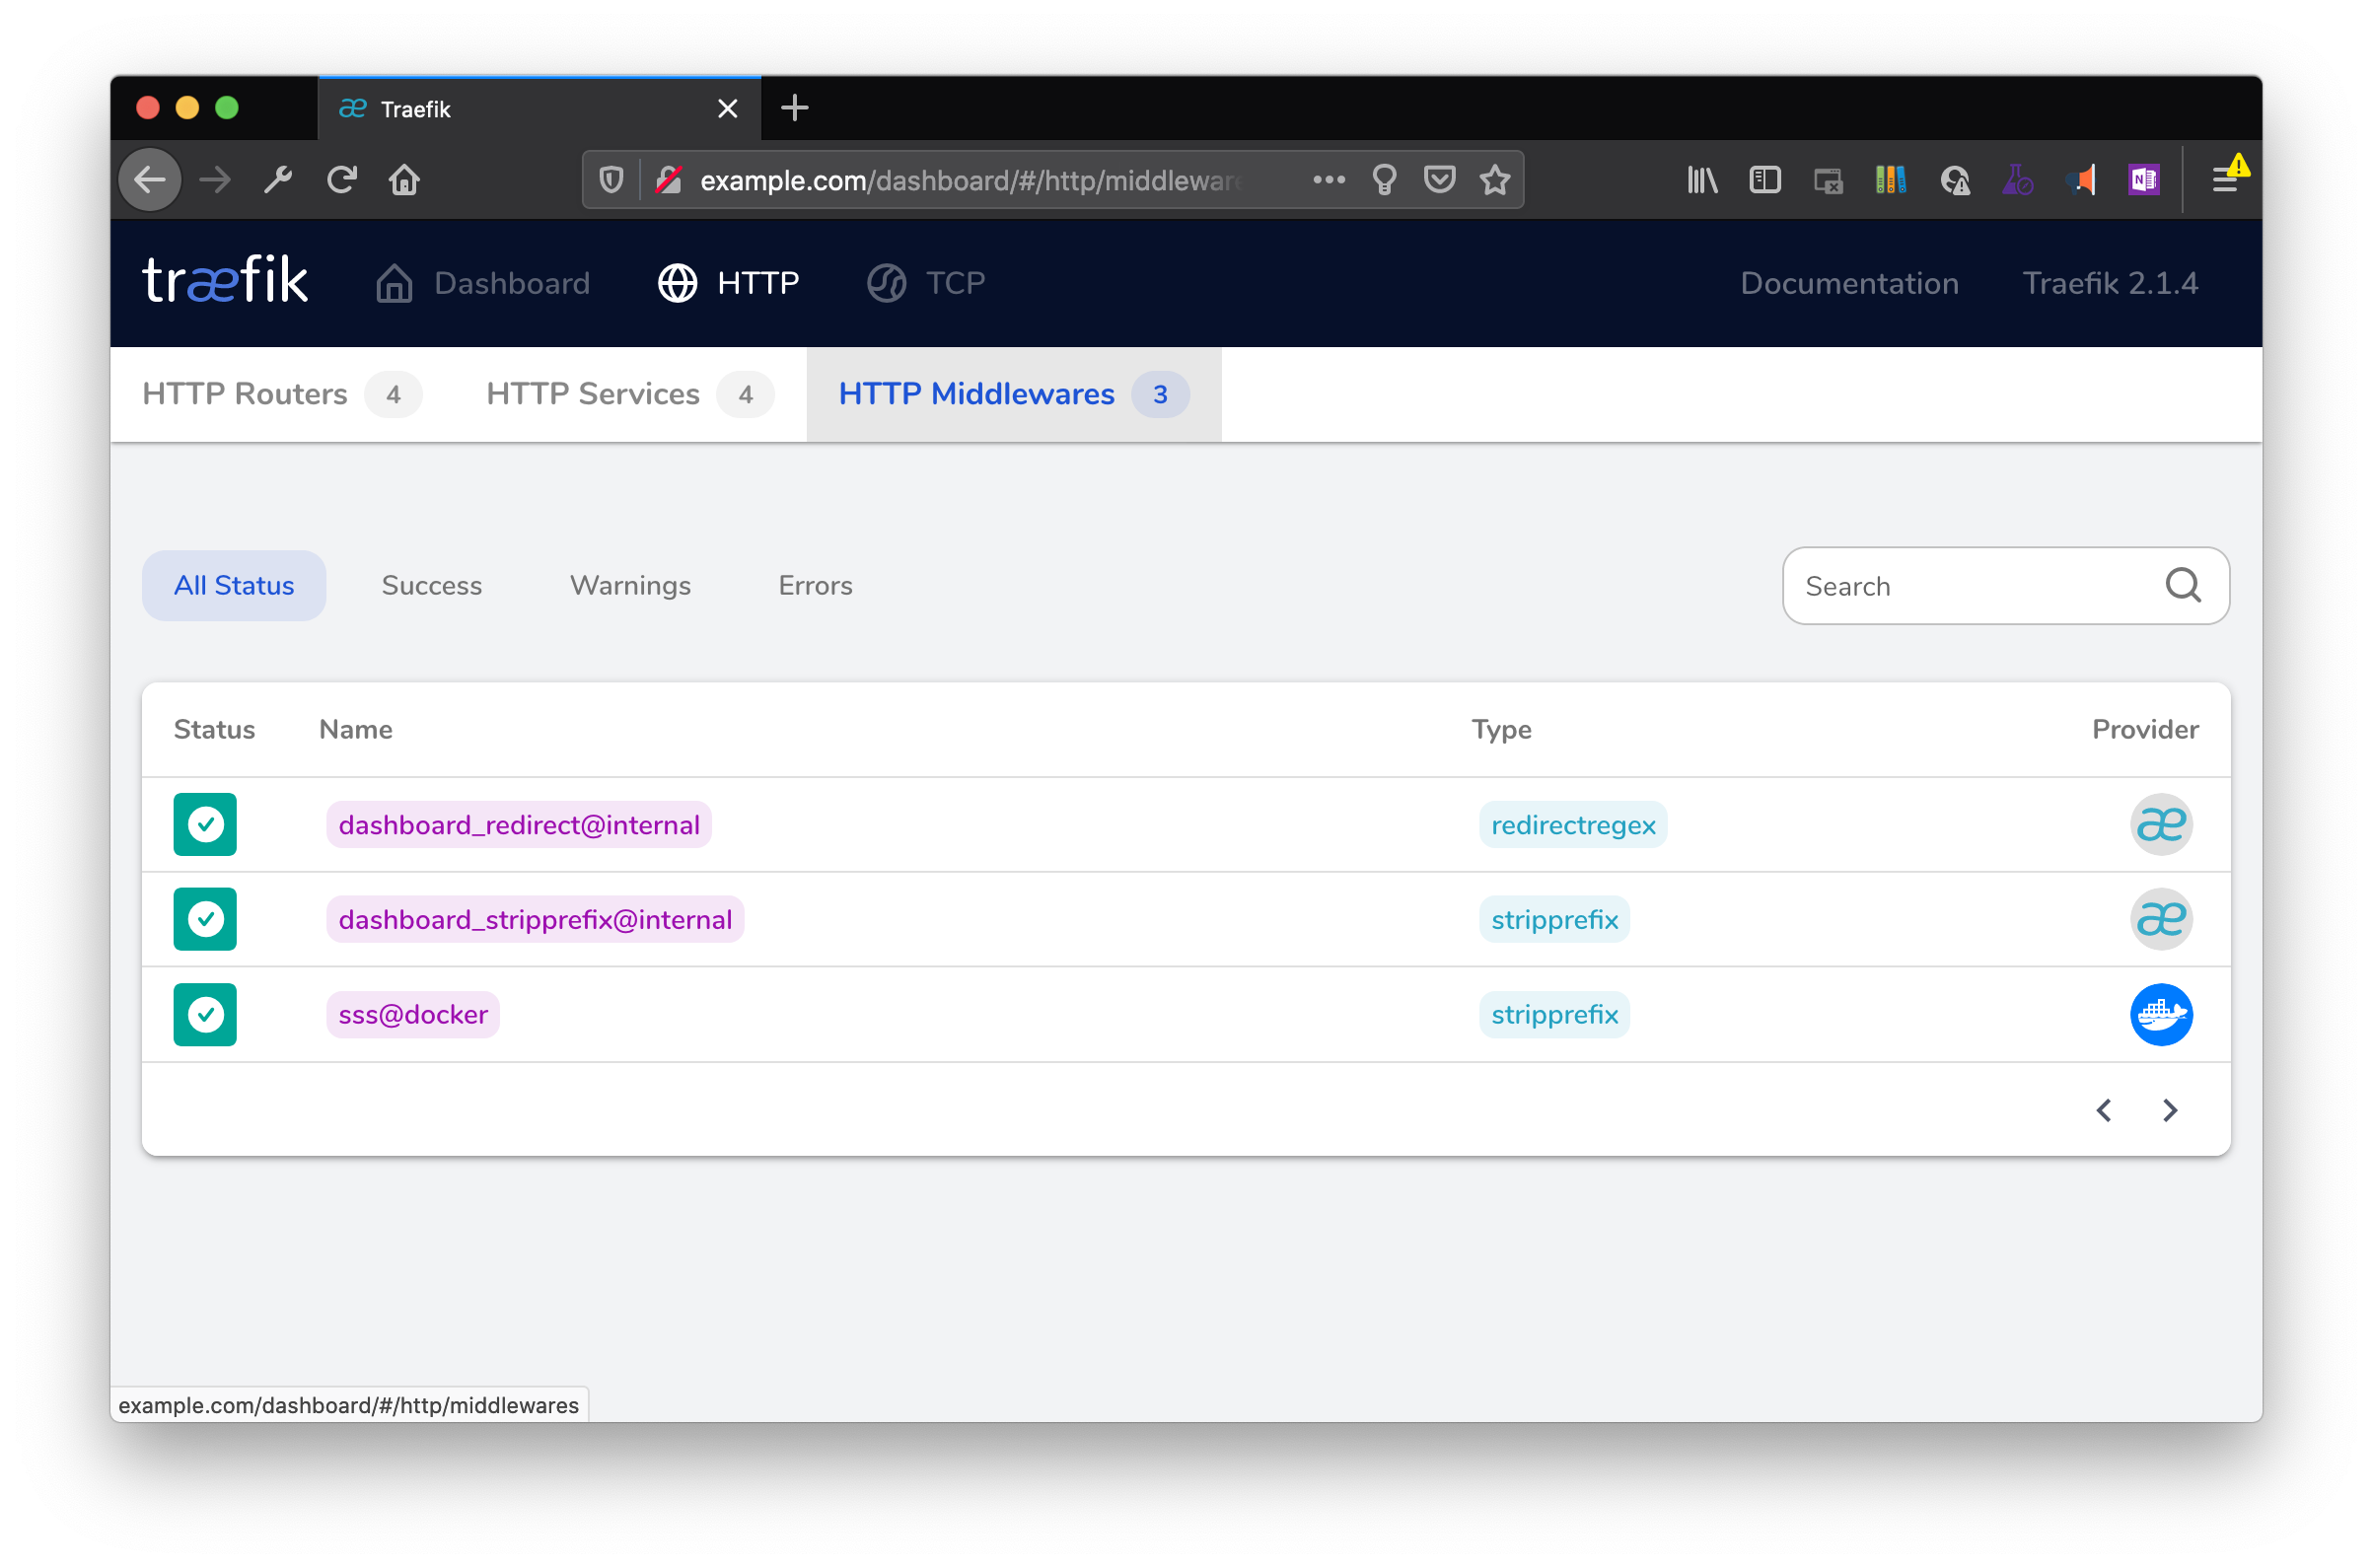 Traefik
example.com/dashboard/#/http/middleware
træfik Dashboard HTTP TCP Documentation Traefik 2.1.4
HTTP Routers 4 HTTP Services 4 HTTP Middlewares 3
All Status Success Warnings Errors Search
Status Name Type Provider
dashboard_redirect@internal redirectregex æ
dashboard_stripprefix@internal stripprefix æ
sss@docker stripprefix
example.com/dashboard/#/http/middlewares